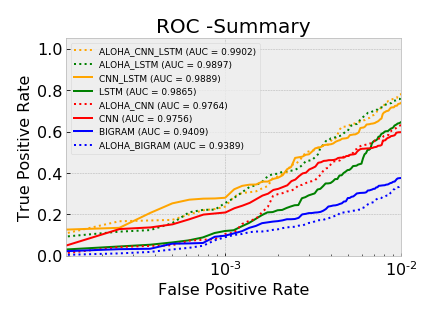 ROC -Summary
True Positive Rate
1.0
0.8
0.6
0.4
0.2
0.0
ALOHA_CNN_LSTM (AUC = 0.9902)
ALOHA_LSTM (AUC = 0.9897)
CNN_LSTM (AUC = 0.9889)
LSTM (AUC = 0.9865)
ALOHA_CNN (AUC = 0.9764)
CNN (AUC = 0.9756)
BIGRAM (AUC = 0.9409)
ALOHA_BIGRAM (AUC = 0.9389)
10⁻³
10⁻²
False Positive Rate